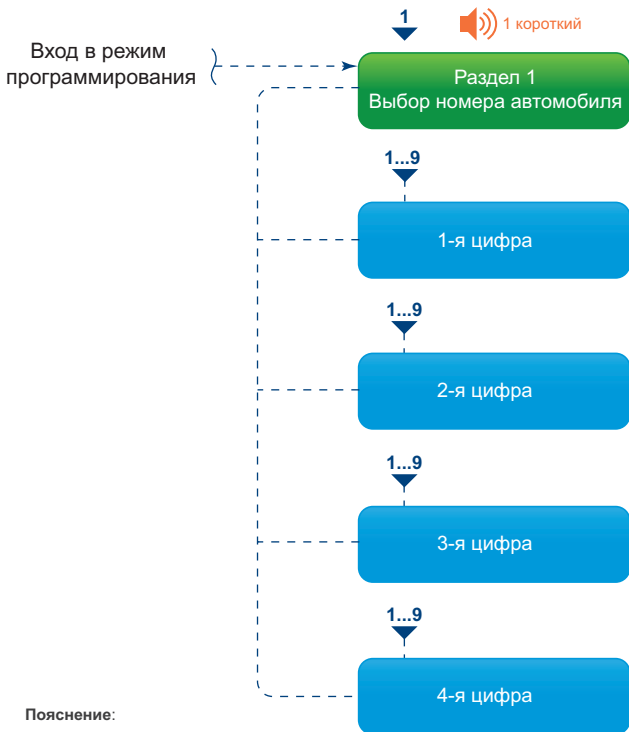 1
1 короткий
Вход в режим
программирования
Раздел 1
Выбор номера автомобиля
1...9
1-я цифра
1...9
2-я цифра
1...9
3-я цифра
1...9
4-я цифра
Пояснение: